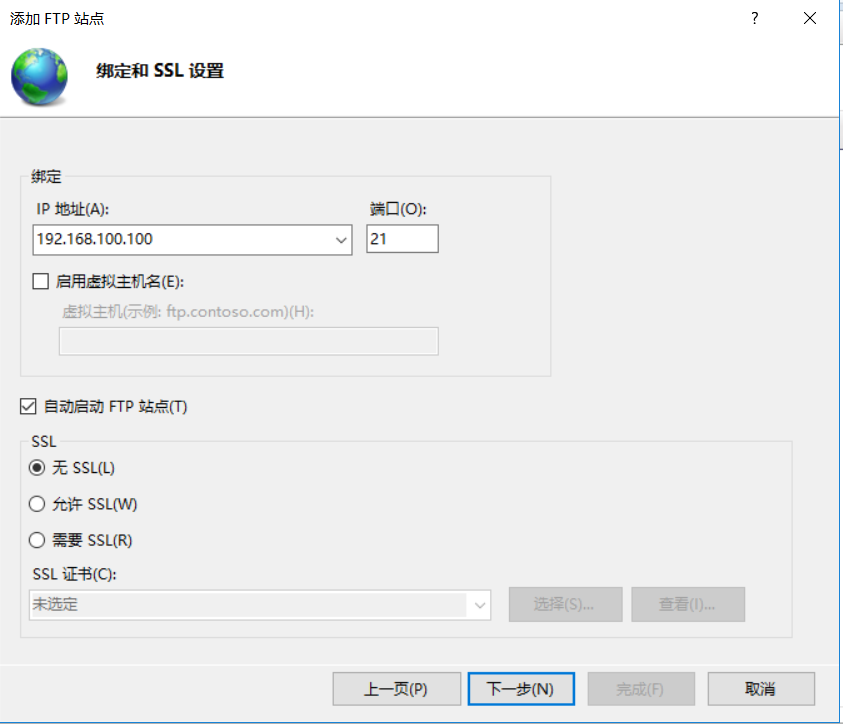 添加 FTP 站点
绑定和 SSL 设置
绑定
IP 地址(A): 端口(O):
192.168.100.100 21
启用虚拟主机名(E):
虚拟主机(示例: ftp.contoso.com)(H):
自动启动 FTP 站点(T)
SSL
无 SSL(L)
允许 SSL(W)
需要 SSL(R)
SSL 证书(C):
未选定 选择(S)... 查看(I)...
上一页(P) 下一步(N) 完成(F) 取消